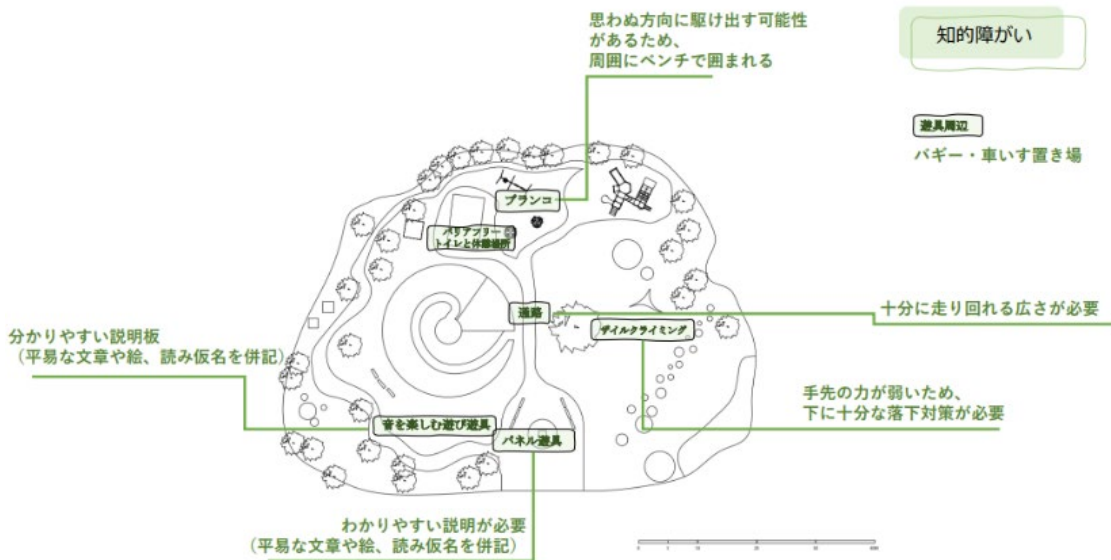 思わぬ方向に駆け出す可能性
があるため、
周囲にベンチで囲まれる
知的障がい
遊具周辺
バギー・車いす置き場
ブランコ
バリアフリー
トイレと休憩場所
通路
十分に走り回れる広さが必要
ザイルクライミング
分かりやすい説明板
（平易な文章や絵、読み仮名を併記）
手先の力が弱いため、
下に十分な落下対策が必要
音を楽しむ遊び遊具
パネル遊具
わかりやすい説明が必要
（平易な文章や絵、読み仮名を併記）
0 5 10 20 30